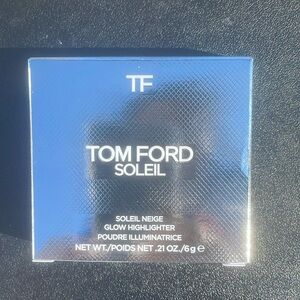 TF
TOM FORD
SOLEIL
SOLEIL NEIGE
GLOW HIGHLIGHTER
POUDRE ILLUMINATRICE
NET WT./POIDS NET .21 OZ./6g ℮